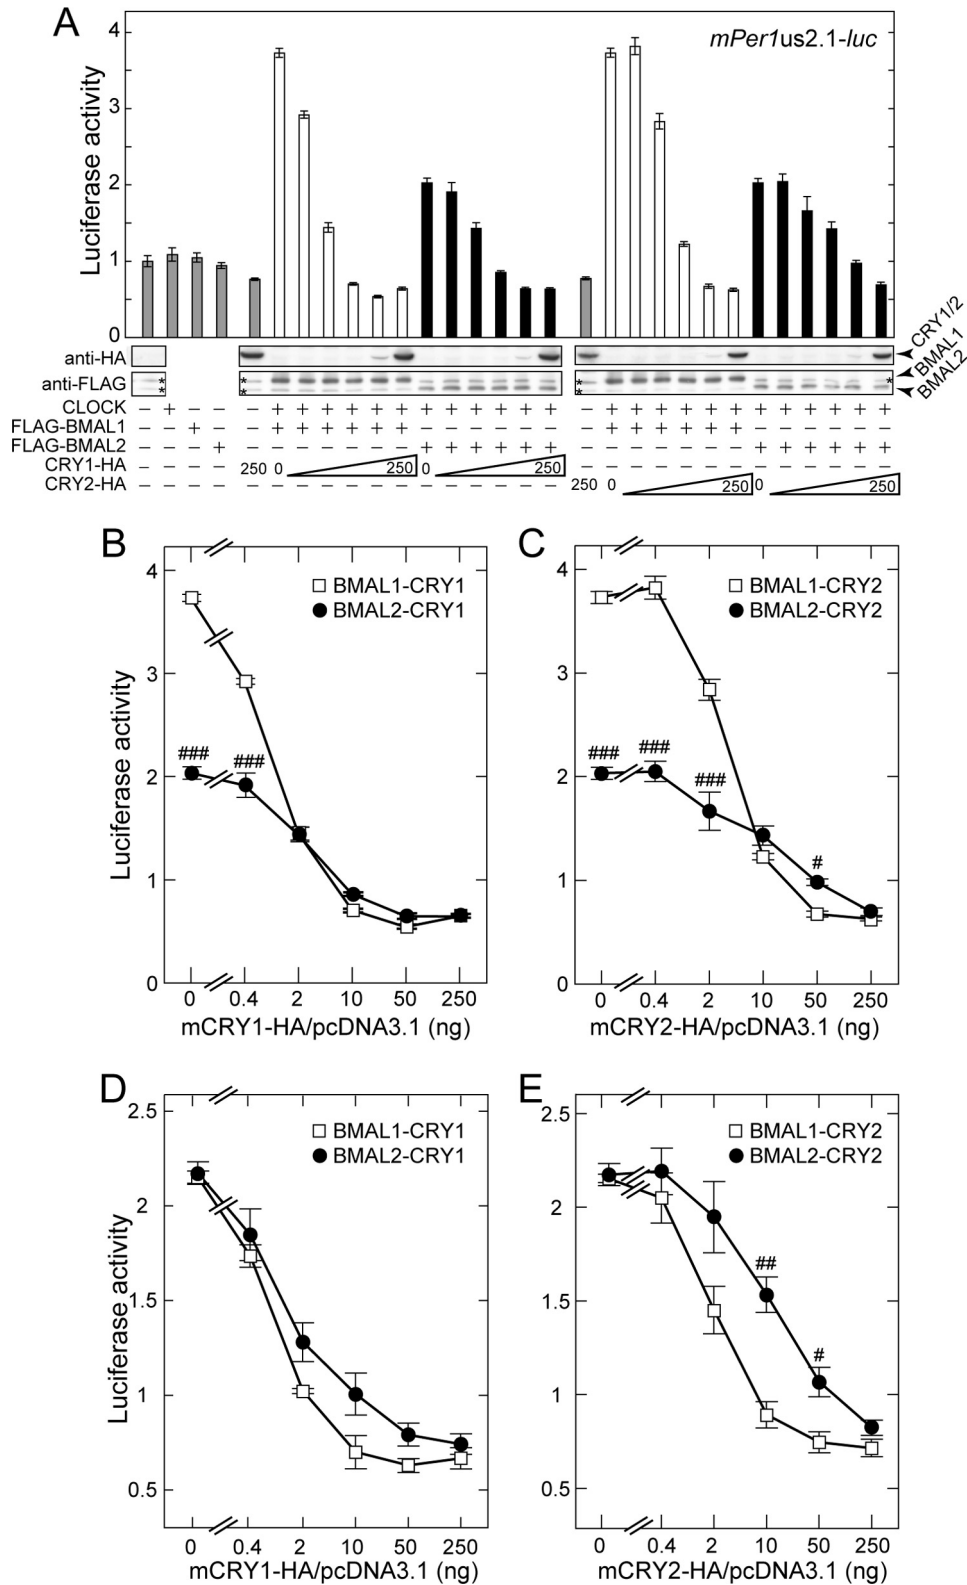 A
mPer1us2.1-luc
Luciferase activity
4
3
2
1
0
anti-HA
CRY1/2
anti-FLAG
* * * * * * *
BMAL1
BMAL2
CLOCK – + – – – + + + + + + + + + + + + – + + + + + + + + + + + +
FLAG-BMAL1 – – + – – + + + + + + – – – – – – – + + + + + + – – – – – –
FLAG-BMAL2 – – – + – – – – – – – + + + + + + – – – – – – – + + + + + +
CRY1-HA – – – – 250 0 250 0 250 – – – – – – – – – – – – –
CRY2-HA – – – – – – – – – – – – – – – – – 250 0 250 0 250
B
Luciferase activity
4
3
2
1
0
BMAL1-CRY1
BMAL2-CRY1
### ###
0 0.4 2 10 50 250
mCRY1-HA/pcDNA3.1 (ng)
C
4
3
2
1
0
BMAL1-CRY2
BMAL2-CRY2
### ### ### #
0 0.4 2 10 50 250
mCRY2-HA/pcDNA3.1 (ng)
D
Luciferase activity
2.5
2
1.5
1
0.5
BMAL1-CRY1
BMAL2-CRY1
0 0.4 2 10 50 250
mCRY1-HA/pcDNA3.1 (ng)
E
2.5
2
1.5
1
0.5
BMAL1-CRY2
BMAL2-CRY2
## #
0 0.4 2 10 50 250
mCRY2-HA/pcDNA3.1 (ng)